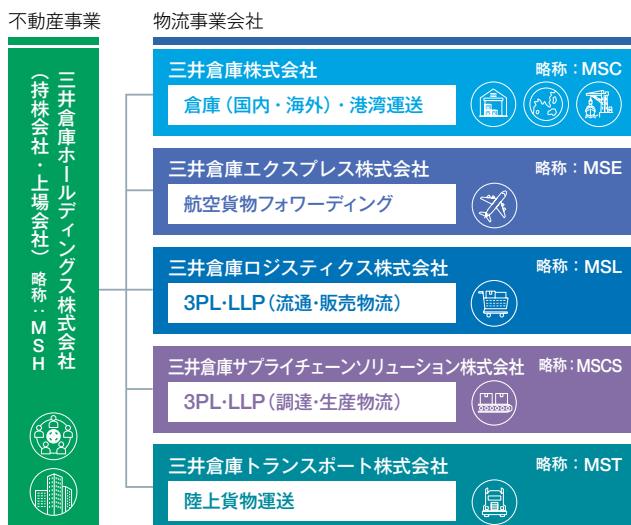 不動産事業
物流事業会社
三井倉庫ホールディングス株式会社
（持株会社・上場会社） 略称：MSH
三井倉庫株式会社 略称：MSC
倉庫（国内・海外）・港湾運送
三井倉庫エクスプレス株式会社 略称：MSE
航空貨物フォワーディング
三井倉庫ロジスティクス株式会社 略称：MSL
3PL・LLP（流通・販売物流）
三井倉庫サプライチェーンソリューション株式会社 略称：MSCS
3PL・LLP（調達・生産物流）
三井倉庫トランスポート株式会社 略称：MST
陸上貨物運送